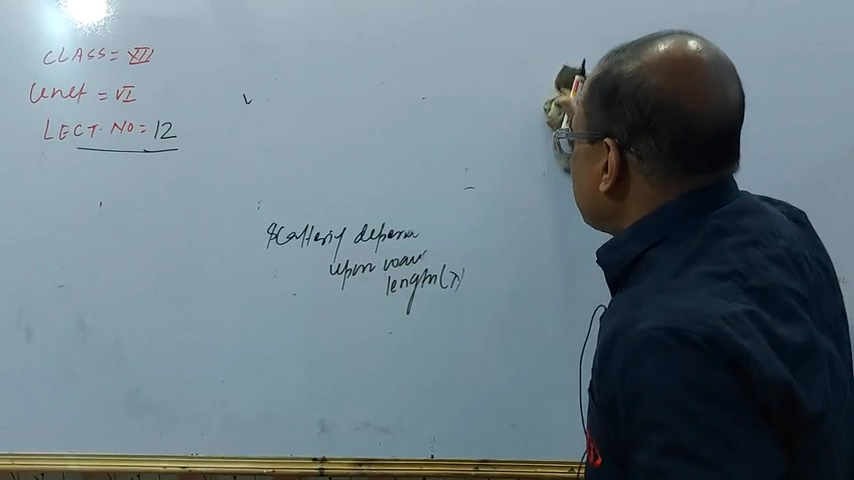 CLASS = XII
Unit = VI
LECT. NO = 12
Scattering depends
upon wave
length (λ)